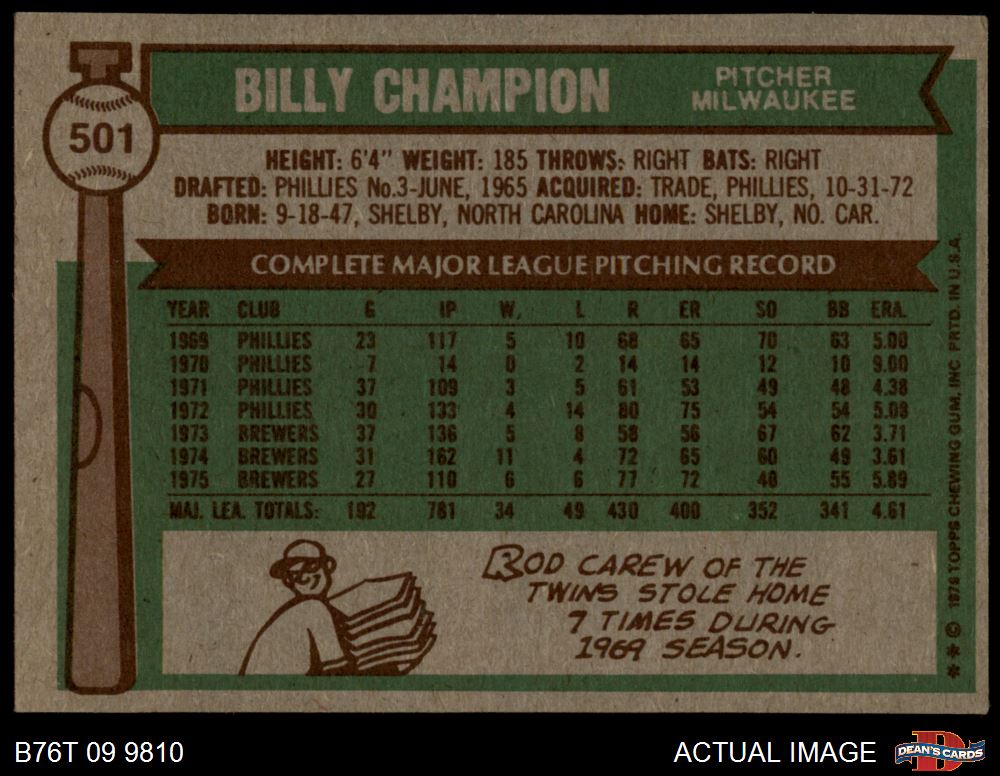 501
BILLY CHAMPION
PITCHER
MILWAUKEE
HEIGHT: 6'4" WEIGHT: 185 THROWS: RIGHT BATS: RIGHT
DRAFTED: PHILLIES No.3-JUNE, 1965 ACQUIRED: TRADE, PHILLIES, 10-31-72
BORN: 9-18-47, SHELBY, NORTH CAROLINA HOME: SHELBY, NO. CAR.
COMPLETE MAJOR LEAGUE PITCHING RECORD
YEAR CLUB G IP W. L R ER SO BB ERA.
1969 PHILLIES 23 117 5 10 68 65 70 63 5.00
1970 PHILLIES 7 14 0 2 14 14 12 10 9.00
1971 PHILLIES 37 109 3 5 61 53 49 48 4.38
1972 PHILLIES 30 133 4 14 80 75 54 54 5.08
1973 BREWERS 37 136 5 8 58 56 67 62 3.71
1974 BREWERS 31 162 11 4 72 65 60 49 3.61
1975 BREWERS 27 110 6 6 77 72 40 55 5.89
MAJ. LEA. TOTALS: 192 781 34 49 430 400 352 341 4.61
ROD CAREW OF THE
TWINS STOLE HOME
7 TIMES DURING
1969 SEASON.
** © 1976 TOPPS CHEWING GUM, INC. PRTD. IN U.S.A.
B76T 09 9810
ACTUAL IMAGE
D
DEAN'S CARDS